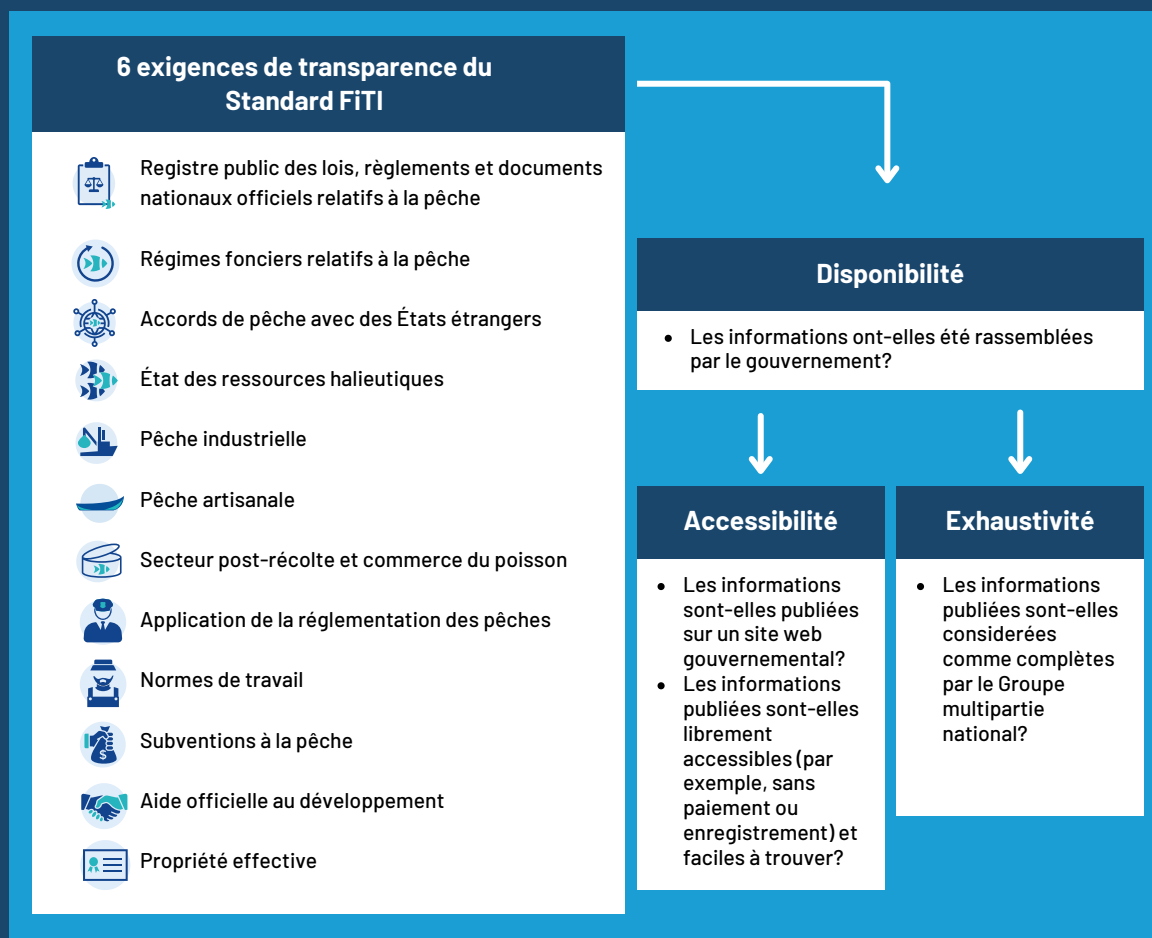 6 exigences de transparence du
Standard FiTI
Registre public des lois, règlements et documents
nationaux officiels relatifs à la pêche
Régimes fonciers relatifs à la pêche
Accords de pêche avec des États étrangers
État des ressources halieutiques
Pêche industrielle
Pêche artisanale
Secteur post-récolte et commerce du poisson
Application de la réglementation des pêches
Normes de travail
$
Subventions à la pêche
Aide officielle au développement
Propriété effective
Disponibilité
• Les informations ont-elles été rassemblées
par le gouvernement?
Accessibilité
• Les informations
sont-elles publiées
sur un site web
gouvernemental?
• Les informations
publiées sont-elles
librement
accessibles (par
exemple, sans
paiement ou
enregistrement) et
faciles à trouver?
Exhaustivité
• Les informations
publiées sont-elles
considerées
comme complètes
par le Groupe
multipartie
national?